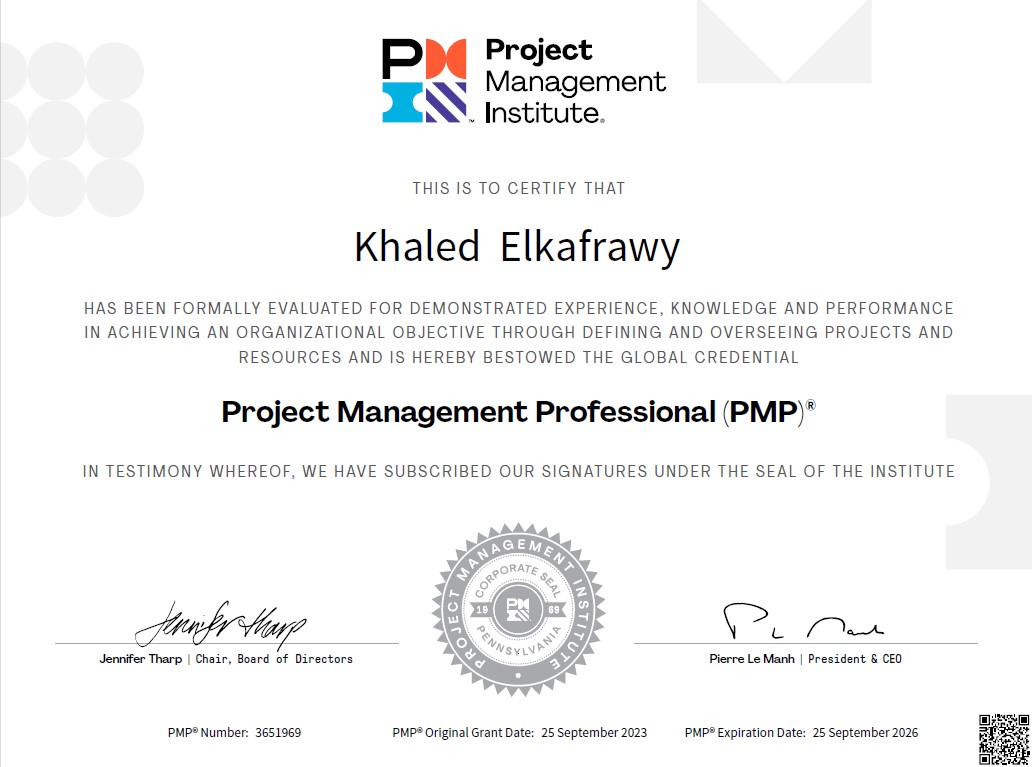 PM
Project
Management
Institute.
™
THIS IS TO CERTIFY THAT
Khaled Elkafrawy
HAS BEEN FORMALLY EVALUATED FOR DEMONSTRATED EXPERIENCE, KNOWLEDGE AND PERFORMANCE
IN ACHIEVING AN ORGANIZATIONAL OBJECTIVE THROUGH DEFINING AND OVERSEEING PROJECTS AND
RESOURCES AND IS HEREBY BESTOWED THE GLOBAL CREDENTIAL
Project Management Professional (PMP)®
IN TESTIMONY WHEREOF, WE HAVE SUBSCRIBED OUR SIGNATURES UNDER THE SEAL OF THE INSTITUTE
Jennifer Tharp
Jennifer Tharp | Chair, Board of Directors
PROJECT MANAGEMENT INSTITUTE
CORPORATE SEAL
19 69
PENNSYLVANIA
Pierre Le Manh | President & CEO
PMP® Number: 3651969
PMP® Original Grant Date: 25 September 2023
PMP® Expiration Date: 25 September 2026